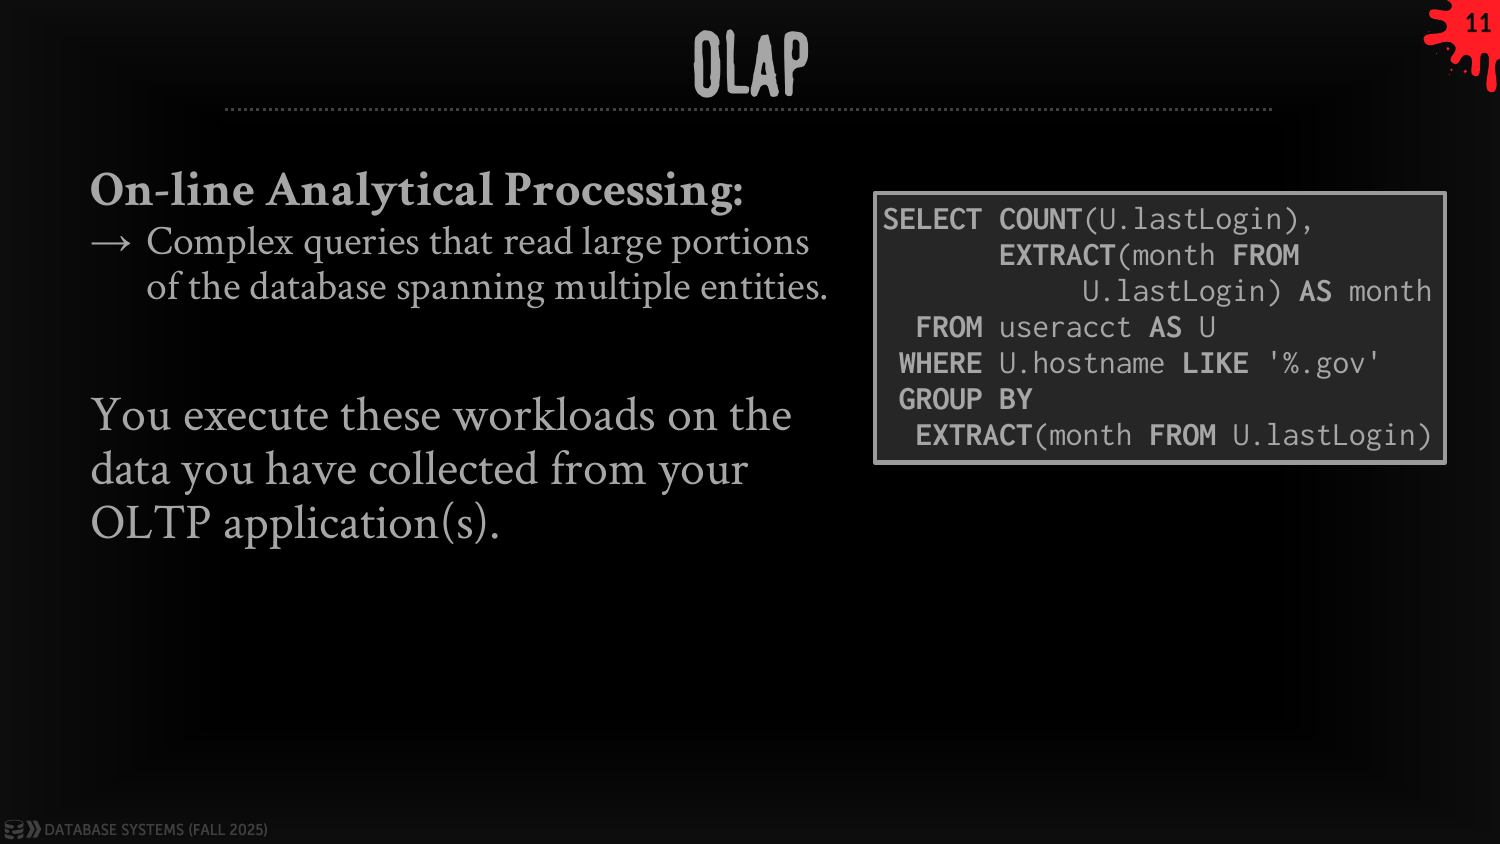 11
OLAP
On-line Analytical Processing:
→ Complex queries that read large portions
of the database spanning multiple entities.
You execute these workloads on the
data you have collected from your
OLTP application(s).
SELECT COUNT(U.lastLogin),
       EXTRACT(month FROM
            U.lastLogin) AS month
  FROM useracct AS U
 WHERE U.hostname LIKE '%.gov'
 GROUP BY
  EXTRACT(month FROM U.lastLogin)
DATABASE SYSTEMS (FALL 2025)